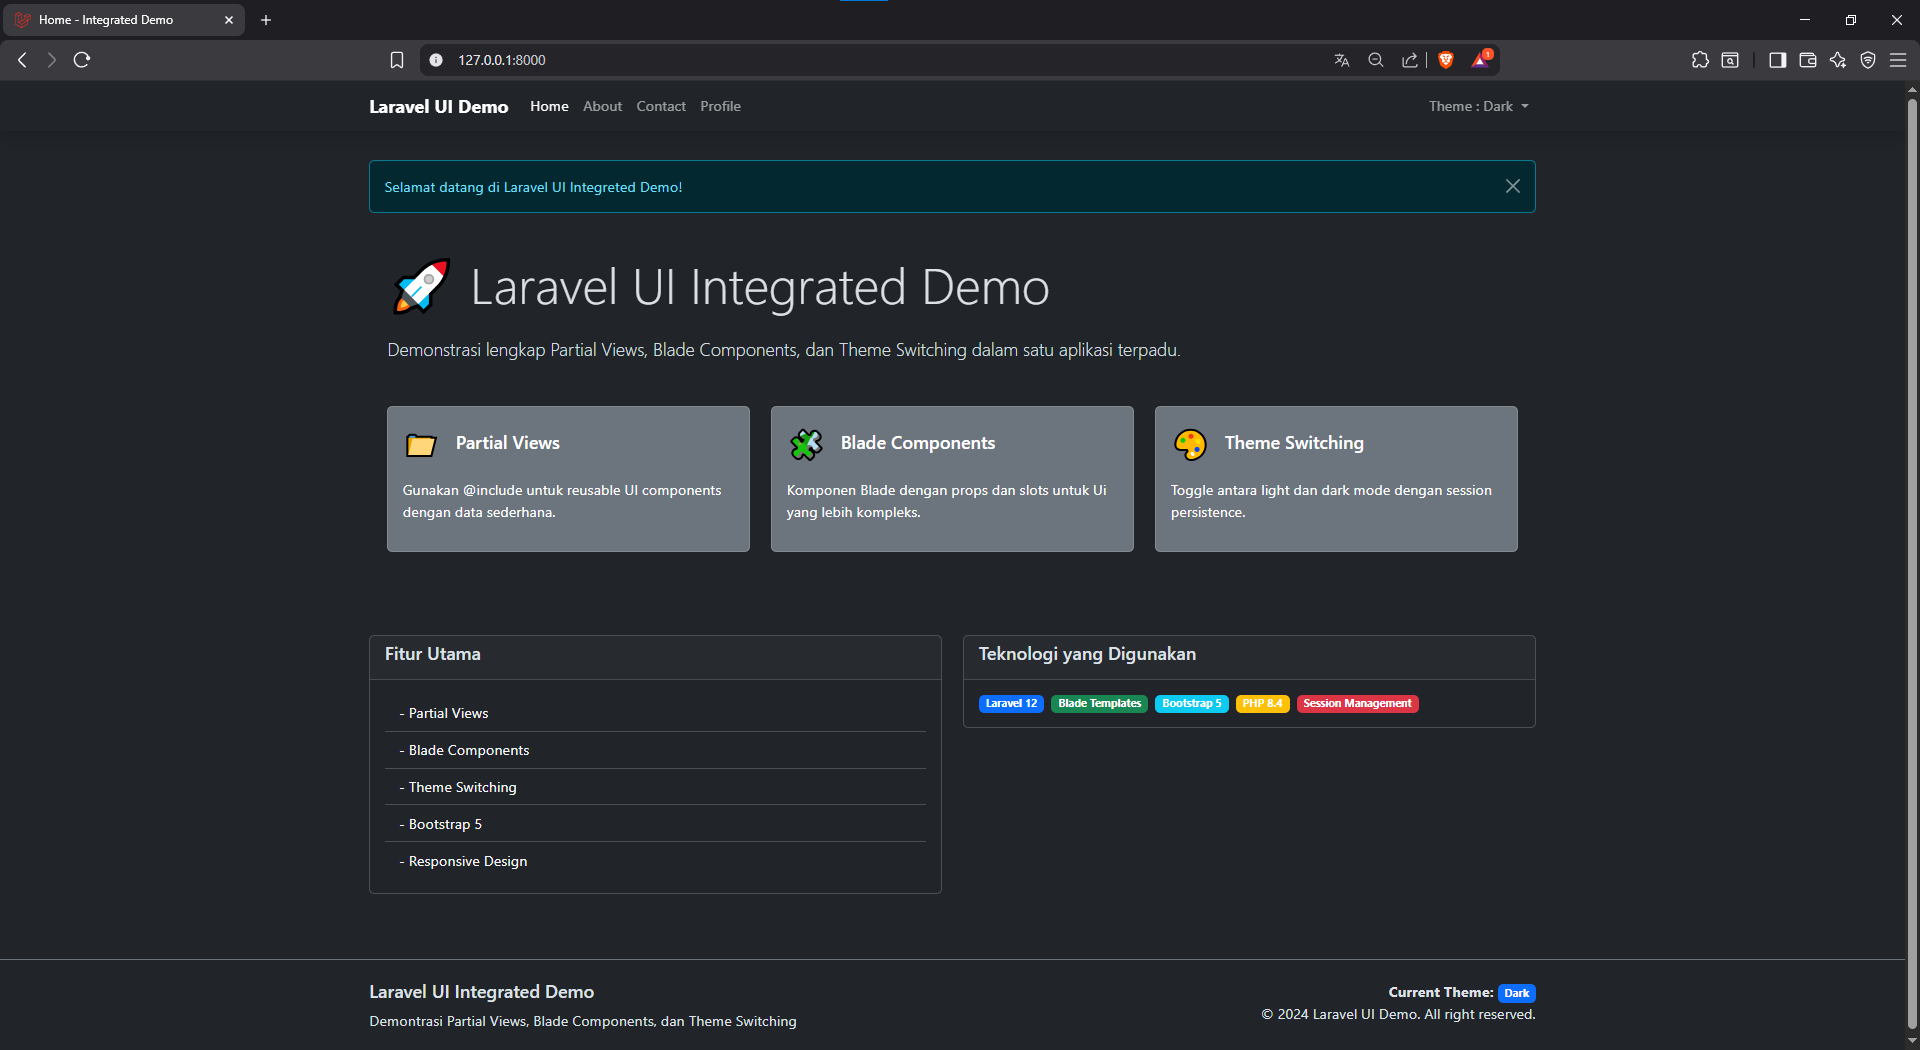 Home - Integrated Demo
127.0.0.1:8000
1
Laravel UI Demo Home About Contact Profile Theme : Dark
Selamat datang di Laravel UI Integreted Demo!
Laravel UI Integrated Demo
Demonstrasi lengkap Partial Views, Blade Components, dan Theme Switching dalam satu aplikasi terpadu.
Partial Views
Gunakan @include untuk reusable UI components
dengan data sederhana.
Blade Components
Komponen Blade dengan props dan slots untuk Ui
yang lebih kompleks.
Theme Switching
Toggle antara light dan dark mode dengan session
persistence.
Fitur Utama
- Partial Views
- Blade Components
- Theme Switching
- Bootstrap 5
- Responsive Design
Teknologi yang Digunakan
Laravel 12 Blade Templates Bootstrap 5 PHP 8.4 Session Management
Laravel UI Integrated Demo
Demontrasi Partial Views, Blade Components, dan Theme Switching
Current Theme: Dark
© 2024 Laravel UI Demo. All right reserved.